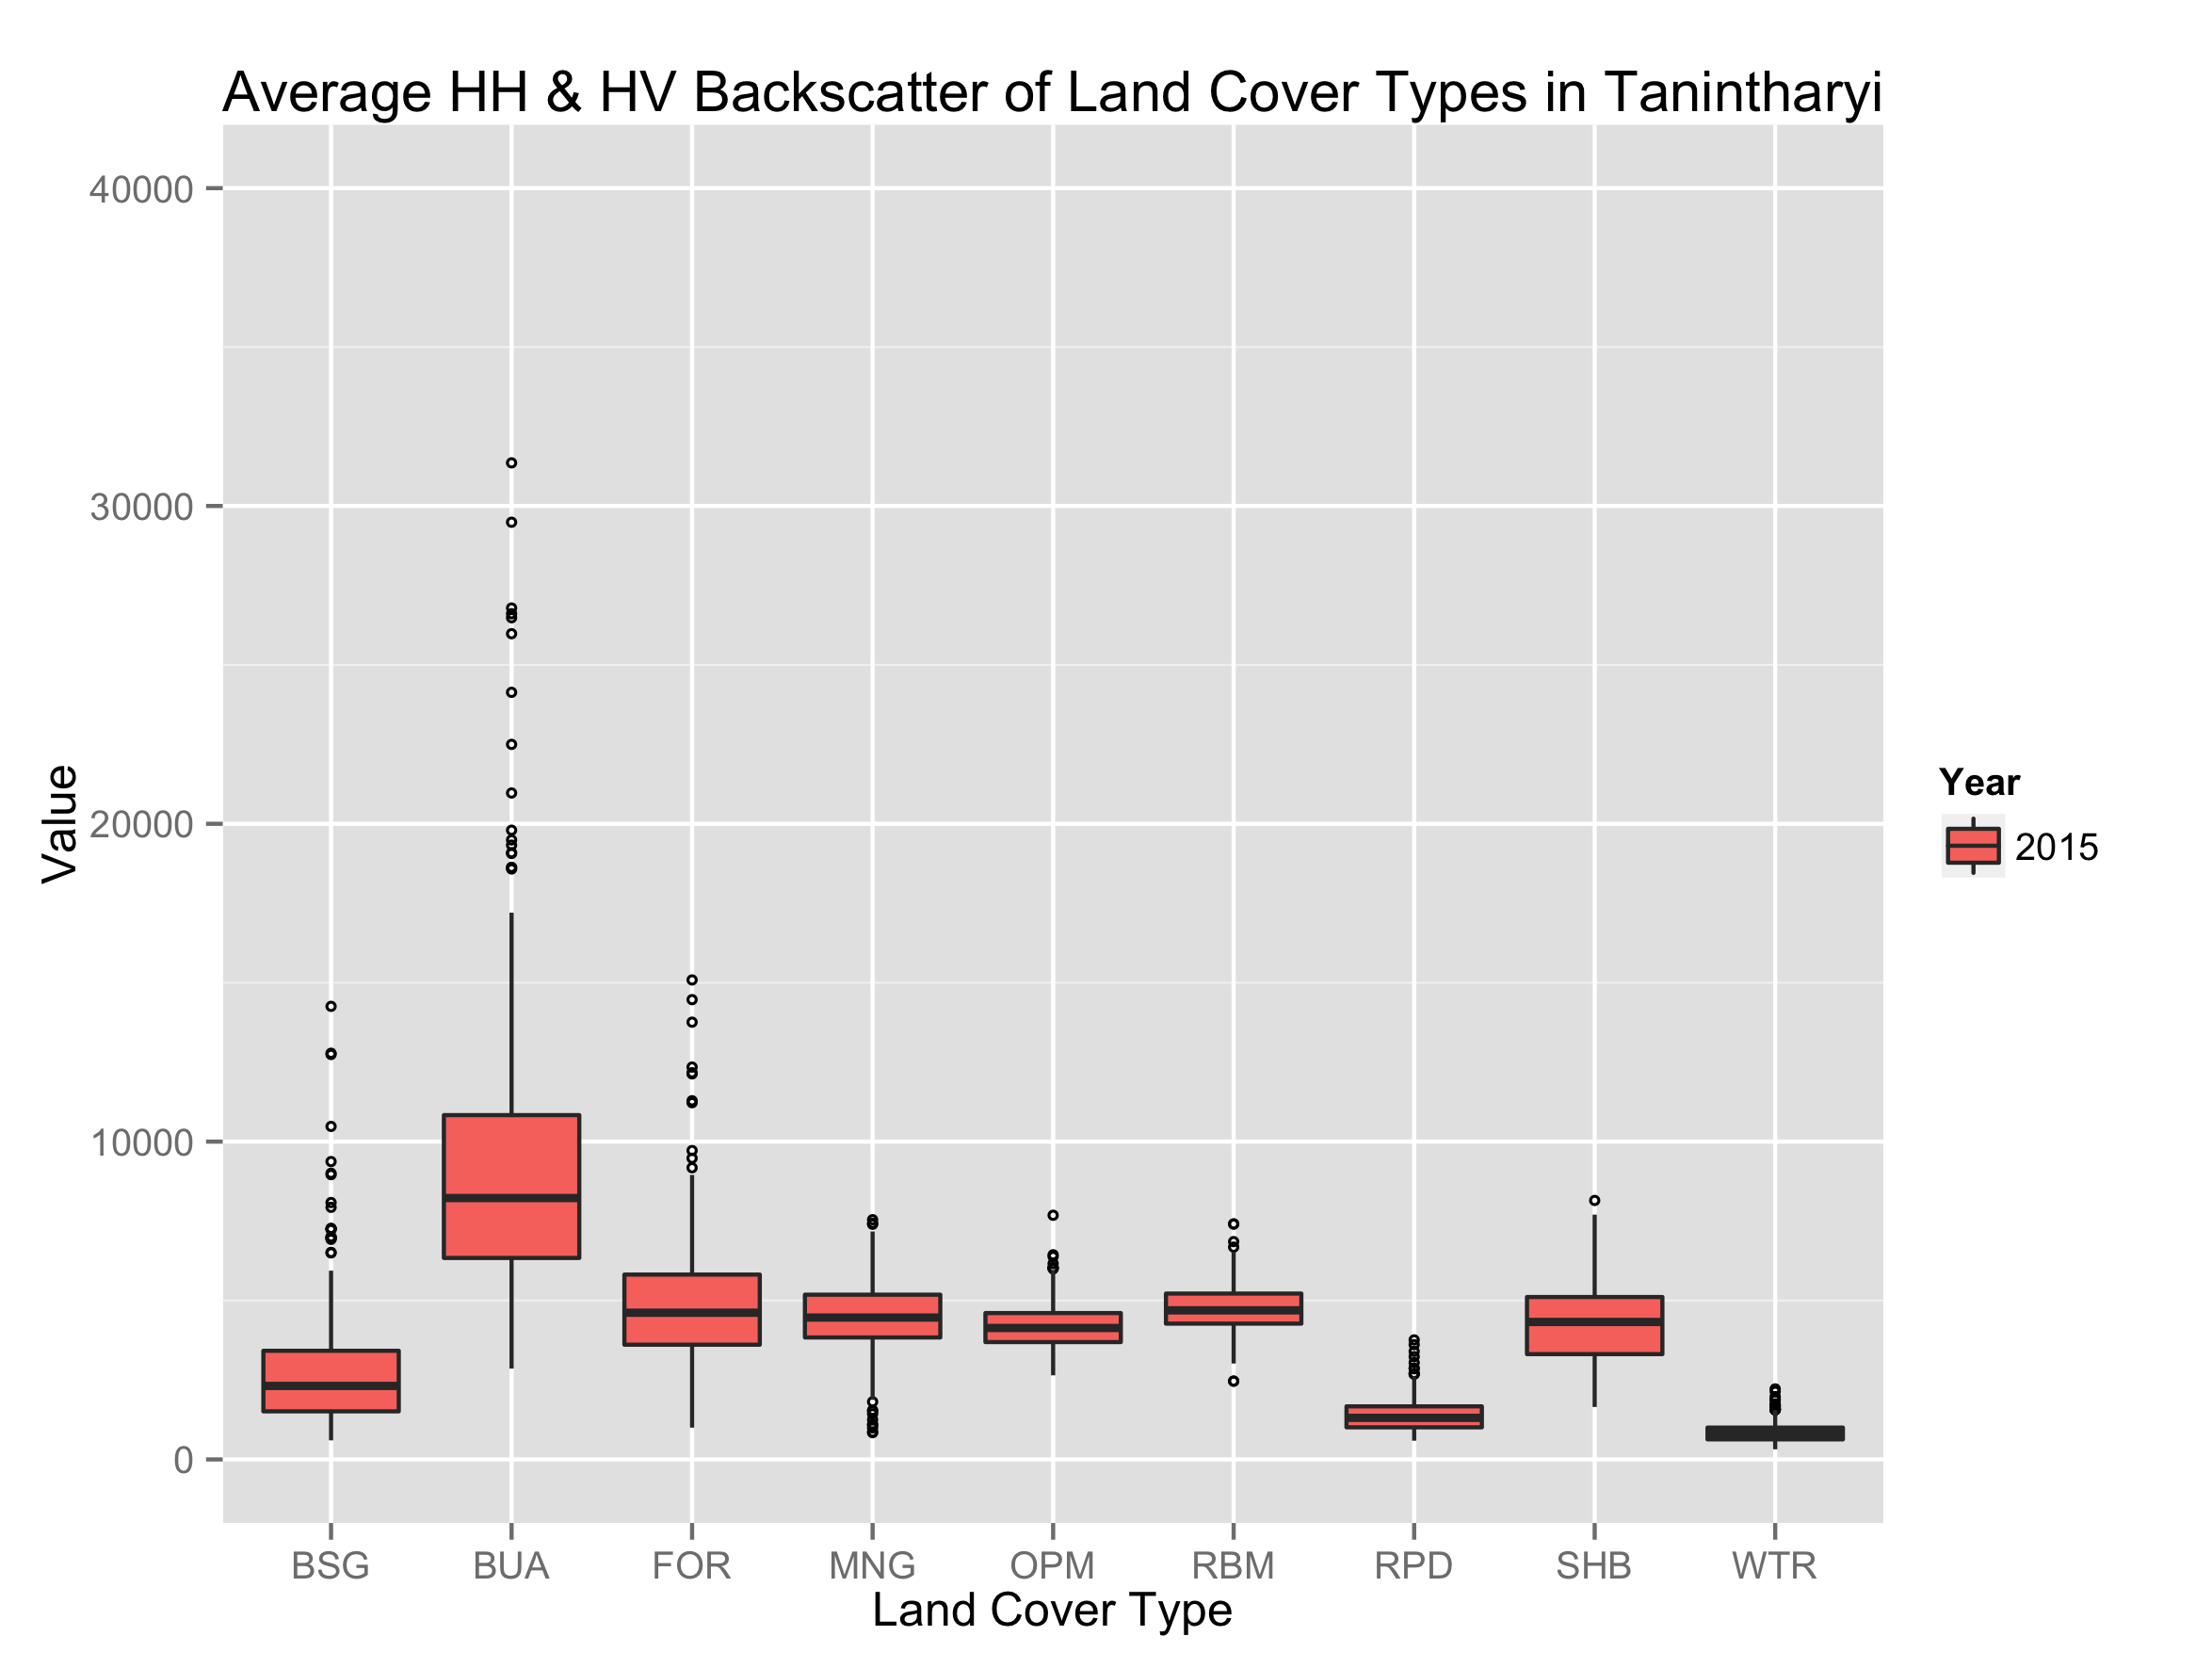 Average HH & HV Backscatter of Land Cover Types in Tanintharyi
40000
30000
20000
10000
0
Value
BSG BUA FOR MNG OPM RBM RPD SHB WTR
Land Cover Type
Year
2015